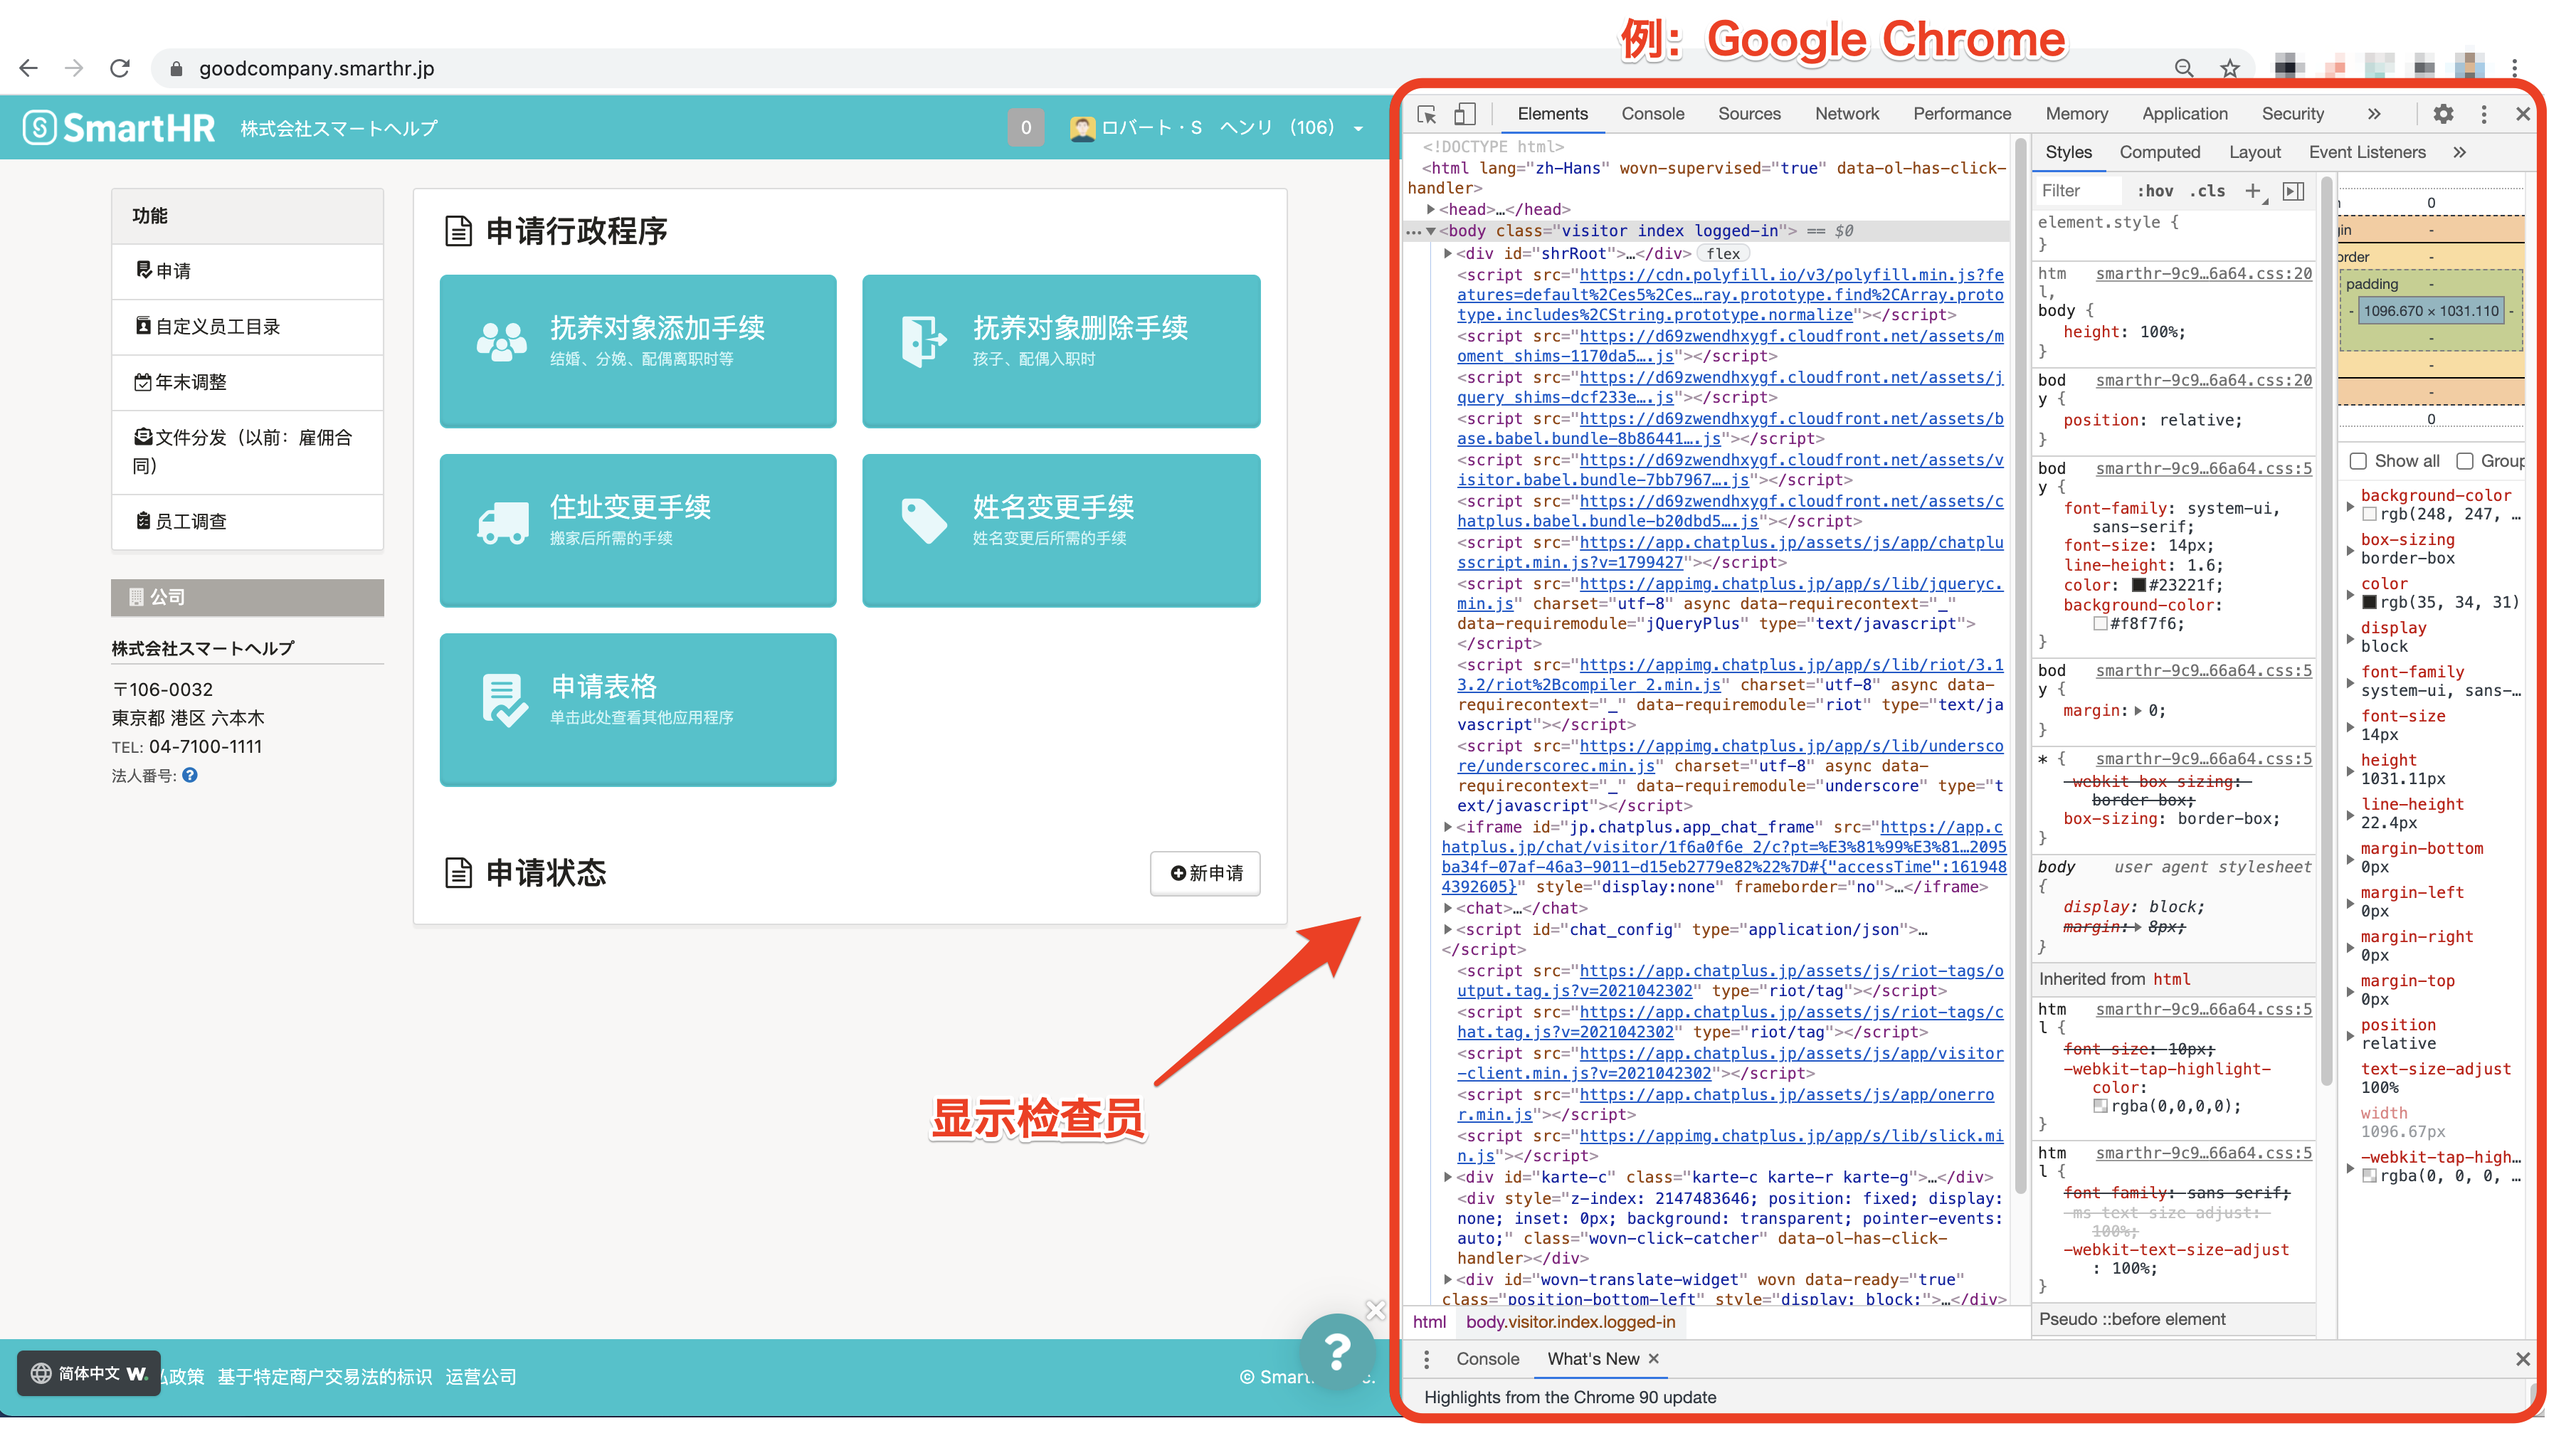 例：Google Chrome
goodcompany.smarthr.jp
SmartHR 株式会社スマートヘルプ
0 ロバート・S ヘンリ (106)
功能
申请
自定义员工目录
年末调整
文件分发（以前：雇佣合
同）
员工调查
公司
株式会社スマートヘルプ
〒106-0032
東京都 港区 六本木
TEL: 04-7100-1111
法人番号:
申请行政程序
抚养对象添加手续
结婚、分娩、配偶离职时等
抚养对象删除手续
孩子、配偶入职时
住址变更手续
搬家后所需的手续
姓名变更手续
姓名变更后所需的手续
申请表格
单击此处查看其他应用程序
申请状态
新申请
显示检查员
简体中文 W.
私政策 基于特定商户交易法的标识 运营公司
© Smart
?
Elements Console Sources Network Performance Memory Application Security »
<!DOCTYPE html>
<html lang="zh-Hans" wovn-supervised="true" data-ol-has-click-
handler>
<head>…</head>
<body class="visitor index logged-in"> == $0
<div id="shrRoot">…</div> flex
<script src="https://cdn.polyfill.io/v3/polyfill.min.js?fe
atures=default%2Ces5%2Ces…ray.prototype.find%2CArray.proto
type.includes%2CString.prototype.normalize"></script>
<script src="https://d69zwendhxygf.cloudfront.net/assets/m
oment_shims-1170da5….js"></script>
<script src="https://d69zwendhxygf.cloudfront.net/assets/j
query_shims-dcf233e….js"></script>
<script src="https://d69zwendhxygf.cloudfront.net/assets/b
ase.babel.bundle-8b86441….js"></script>
<script src="https://d69zwendhxygf.cloudfront.net/assets/v
isitor.babel.bundle-7bb7967….js"></script>
<script src="https://d69zwendhxygf.cloudfront.net/assets/c
hatplus.babel.bundle-b20dbd5….js"></script>
<script src="https://app.chatplus.jp/assets/js/app/chatplu
sscript.min.js?v=1799427"></script>
<script src="https://appimg.chatplus.jp/app/s/lib/jqueryc.
min.js" charset="utf-8" async data-requirecontext="_"
data-requiremodule="jQueryPlus" type="text/javascript">
</script>
<script src="https://appimg.chatplus.jp/app/s/lib/riot/3.1
3.2/riot%2Bcompiler_2.min.js" charset="utf-8" async data-
requirecontext="_" data-requiremodule="riot" type="text/ja
vascript"></script>
<script src="https://appimg.chatplus.jp/app/s/lib/undersco
re/underscorec.min.js" charset="utf-8" async data-
requirecontext="_" data-requiremodule="underscore" type="t
ext/javascript"></script>
<iframe id="jp.chatplus.app_chat_frame" src="https://app.c
hatplus.jp/chat/visitor/1f6a0f6e_2/c?pt=%E3%81%99%E3%81…2095
ba34f-07af-46a3-9011-d15eb2779e82%22%7D#{"accessTime":161948
4392605}" style="display:none" frameborder="no">…</iframe>
<chat>…</chat>
<script id="chat_config" type="application/json">…
</script>
<script src="https://app.chatplus.jp/assets/js/riot-tags/o
utput.tag.js?v=2021042302" type="riot/tag"></script>
<script src="https://app.chatplus.jp/assets/js/riot-tags/c
hat.tag.js?v=2021042302" type="riot/tag"></script>
<script src="https://app.chatplus.jp/assets/js/app/visitor
-client.min.js?v=2021042302"></script>
<script src="https://app.chatplus.jp/assets/js/app/onerro
r.min.js"></script>
<script src="https://appimg.chatplus.jp/app/s/lib/slick.mi
n.js"></script>
<div id="karte-c" class="karte-c karte-r karte-g">…</div>
<div style="z-index: 2147483646; position: fixed; display:
none; inset: 0px; background: transparent; pointer-events:
auto;" class="wovn-click-catcher" data-ol-has-click-
handler></div>
<div id="wovn-translate-widget" wovn data-ready="true"
class="position-bottom-left" style="display: block;">…</div>
html body.visitor.index.logged-in
Styles Computed Layout Event Listeners »
Filter :hov .cls +
element.style {
}
htm smarthr-9c9…6a64.css:20
l,
body {
height: 100%;
}
bod smarthr-9c9…6a64.css:20
y {
position: relative;
}
bod smarthr-9c9…66a64.css:5
y {
font-family: system-ui,
sans-serif;
font-size: 14px;
line-height: 1.6;
color: #23221f;
background-color:
#f8f7f6;
}
bod smarthr-9c9…66a64.css:5
y {
margin: 0;
}
* { smarthr-9c9…66a64.css:5
-webkit-box-sizing:
border-box;
box-sizing: border-box;
}
body user agent stylesheet
{
display: block;
margin: 8px;
}
Inherited from html
htm smarthr-9c9…66a64.css:5
l {
font-size: 10px;
-webkit-tap-highlight-
color:
rgba(0,0,0,0);
}
htm smarthr-9c9…66a64.css:5
l {
font-family: sans-serif;
-ms-text-size-adjust:
100%;
-webkit-text-size-adjust
: 100%;
}
Pseudo ::before element
0
gin -
order -
padding -
- 1096.670 × 1031.110 -
-
-
-
0
Show all Group
background-color
rgb(248, 247, …
box-sizing
border-box
color
rgb(35, 34, 31)
display
block
font-family
system-ui, sans-…
font-size
14px
height
1031.11px
line-height
22.4px
margin-bottom
0px
margin-left
0px
margin-right
0px
margin-top
0px
position
relative
text-size-adjust
100%
width
1096.67px
-webkit-tap-high…
rgba(0, 0, 0, …
Console What's New ×
Highlights from the Chrome 90 update